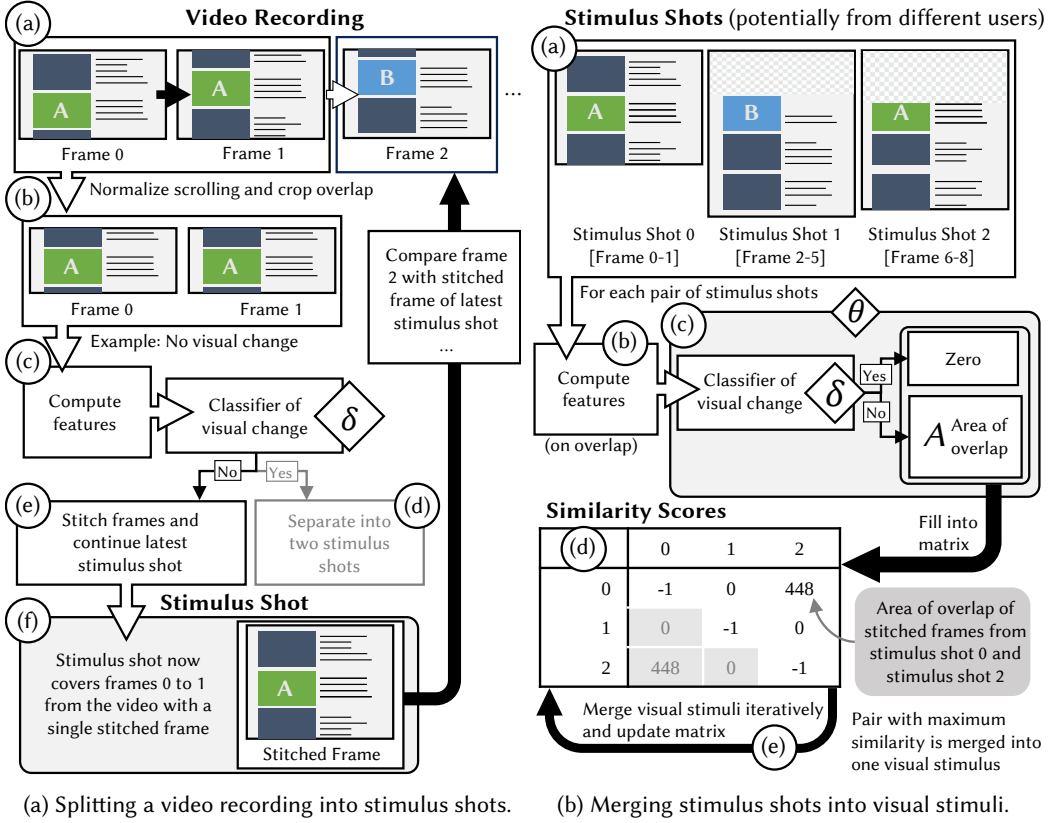 Video Recording
(a)
A
A
B
...
Frame 0
Frame 1
Frame 2
Normalize scrolling and crop overlap
(b)
A
A
Frame 0
Frame 1
Example: No visual change
Compare frame
2 with stitched
frame of latest
stimulus shot
...
(c)
Compute
features
Classifier of
visual change
δ
No
Yes
(e)
Stitch frames and
continue latest
stimulus shot
(d)
Separate into
two stimulus
shots
Stimulus Shot
(f)
Stimulus shot now
covers frames 0 to 1
from the video with a
single stitched frame
A
Stitched Frame
(a) Splitting a video recording into stimulus shots.
Stimulus Shots (potentially from different users)
(a)
A
B
A
Stimulus Shot 0
[Frame 0-1]
Stimulus Shot 1
[Frame 2-5]
Stimulus Shot 2
[Frame 6-8]
For each pair of stimulus shots
θ
(b)
Compute
features
(on overlap)
(c)
Classifier of
visual change
δ
Yes
No
Zero
A Area of
overlap
Fill into
matrix
Similarity Scores
(d)
0 1 2
0 -1 0 448
1 0 -1 0
2 448 0 -1
Area of overlap of
stitched frames from
stimulus shot 0 and
stimulus shot 2
Merge visual stimuli iteratively
and update matrix
(e)
Pair with maximum
similarity is merged into
one visual stimulus
(b) Merging stimulus shots into visual stimuli.